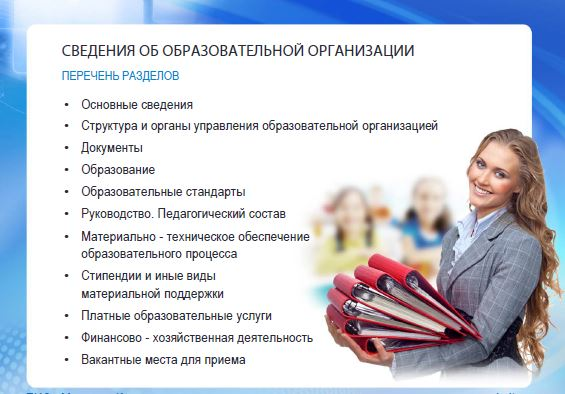 СВЕДЕНИЯ ОБ ОБРАЗОВАТЕЛЬНОЙ ОРГАНИЗАЦИИ
ПЕРЕЧЕНЬ РАЗДЕЛОВ
• Основные сведения
• Структура и органы управления образовательной организацией
• Документы
• Образование
• Образовательные стандарты
• Руководство. Педагогический состав
• Материально - техническое обеспечение
образовательного процесса
• Стипендии и иные виды
материальной поддержки
• Платные образовательные услуги
• Финансово - хозяйственная деятельность
• Вакантные места для приема